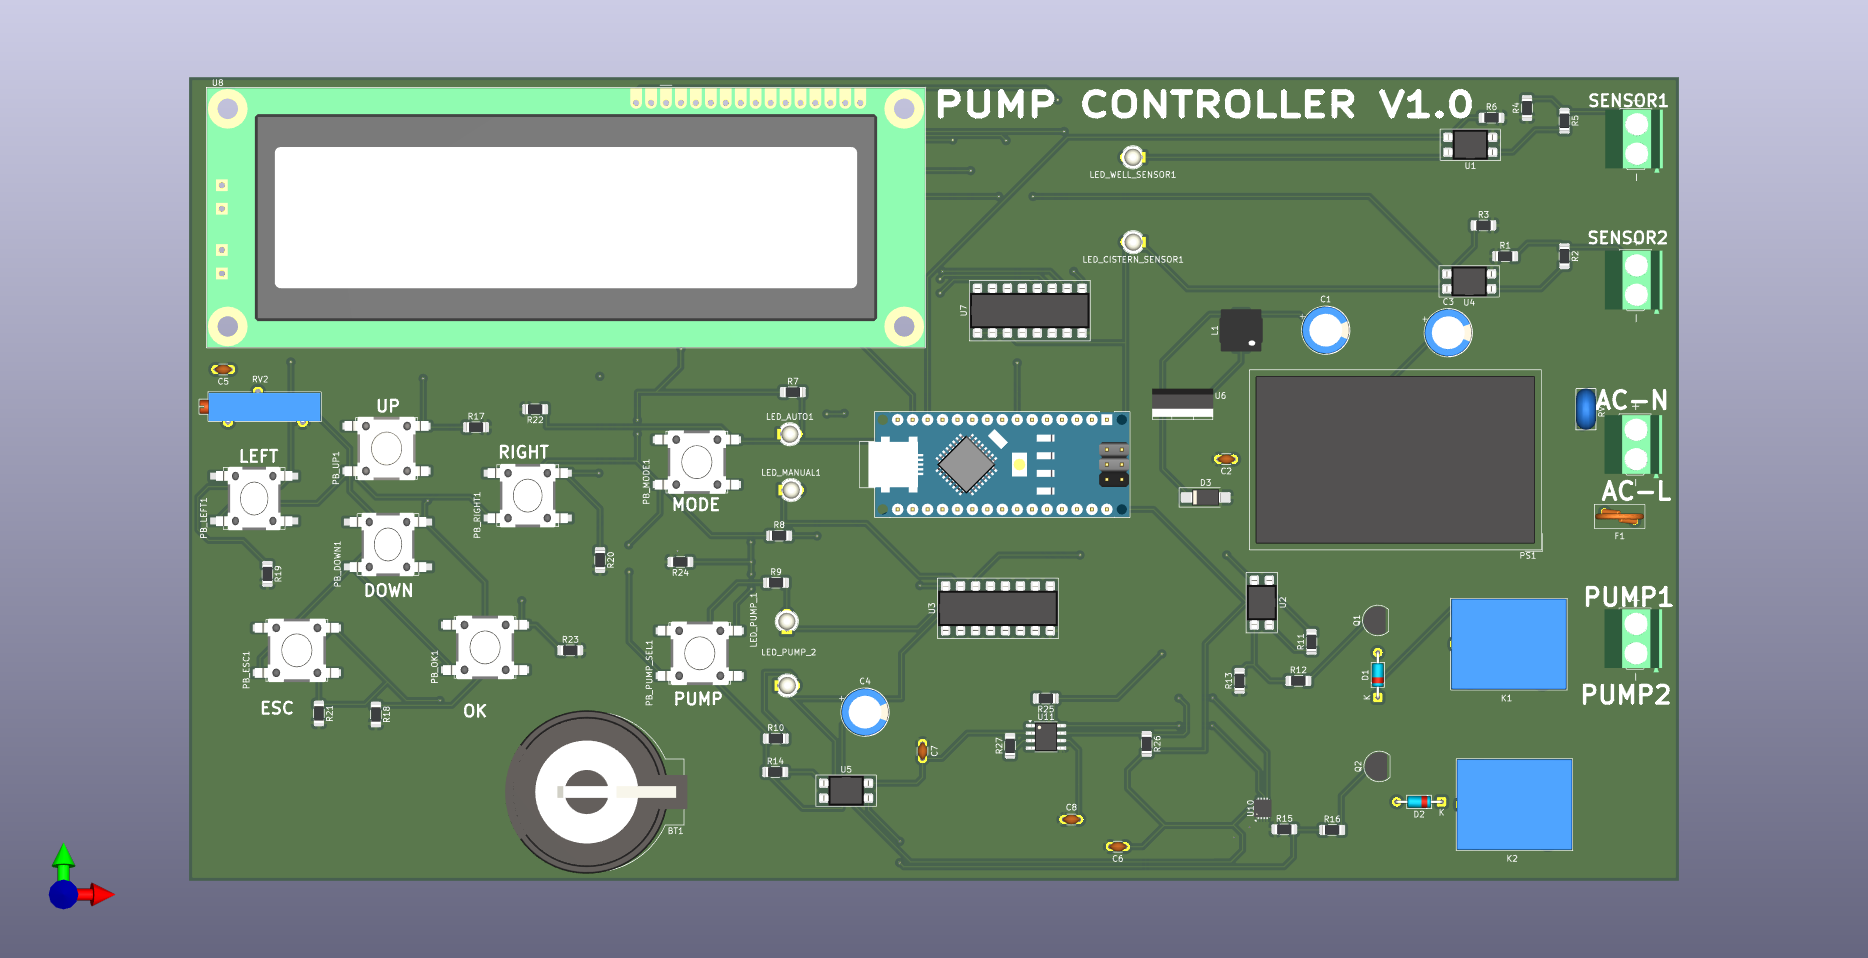 U8
PUMP CONTROLLER V1.0
SENSOR1
R6
R4
R5
U1
LED_WELL_SENSOR1
R3
SENSOR2
R1
R2
LED_CISTERN_SENSOR1
U4
U7
C1
C3
L1
C5
RV2
R7
U6
AC-N
UP
R17
R22
LED_AUTO1
LEFT
RIGHT
PB_UP1
PB_MODE1
LED_MANUAL1
C2
D3
AC-L
PB_LEFT1
PB_RIGHT1
MODE
R8
F1
PS1
PB_DOWN1
R19
R20
R24
R9
DOWN
LED_PUMP_1
U3
U2
PUMP1
Q1
R11
R23
PB_ESC1
PB_OK1
PB_PUMP_SEL1
LED_PUMP_2
R13
R12
D1
K
K1
PUMP2
ESC
R21
R18
OK
PUMP
C4
R25
U11
R10
R27
R26
C7
R14
U5
Q2
BT1
C8
U10
R15
R16
D2
K
C6
K2